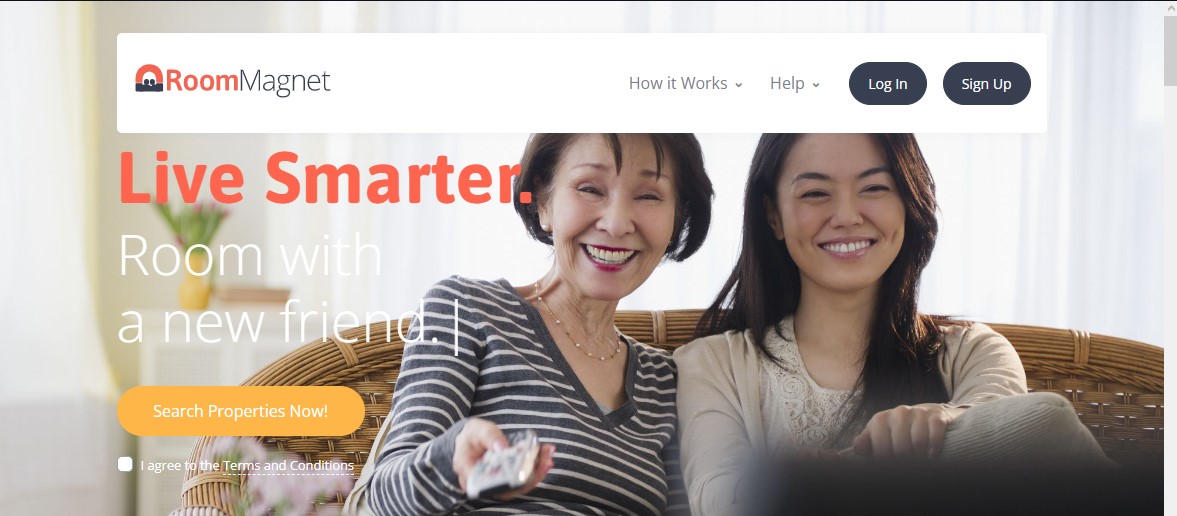 RoomMagnet
How it Works
Help
Log In
Sign Up
Live Smarter.
Room with
a new friend.|
Search Properties Now!
I agree to the Terms and Conditions